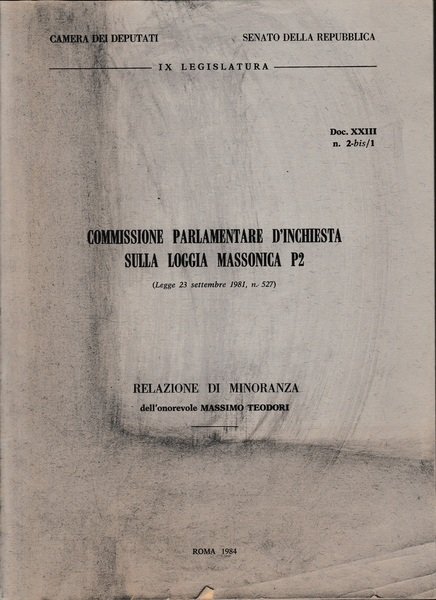 CAMERA DEI DEPUTATI SENATO DELLA REPUBBLICA
IX LEGISLATURA
Doc. XXIII
n. 2-bis/1
COMMISSIONE PARLAMENTARE D'INCHIESTA
SULLA LOGGIA MASSONICA P2
(Legge 23 settembre 1981, n. 527)
RELAZIONE DI MINORANZA
dell'onorevole MASSIMO TEODORI
ROMA 1984